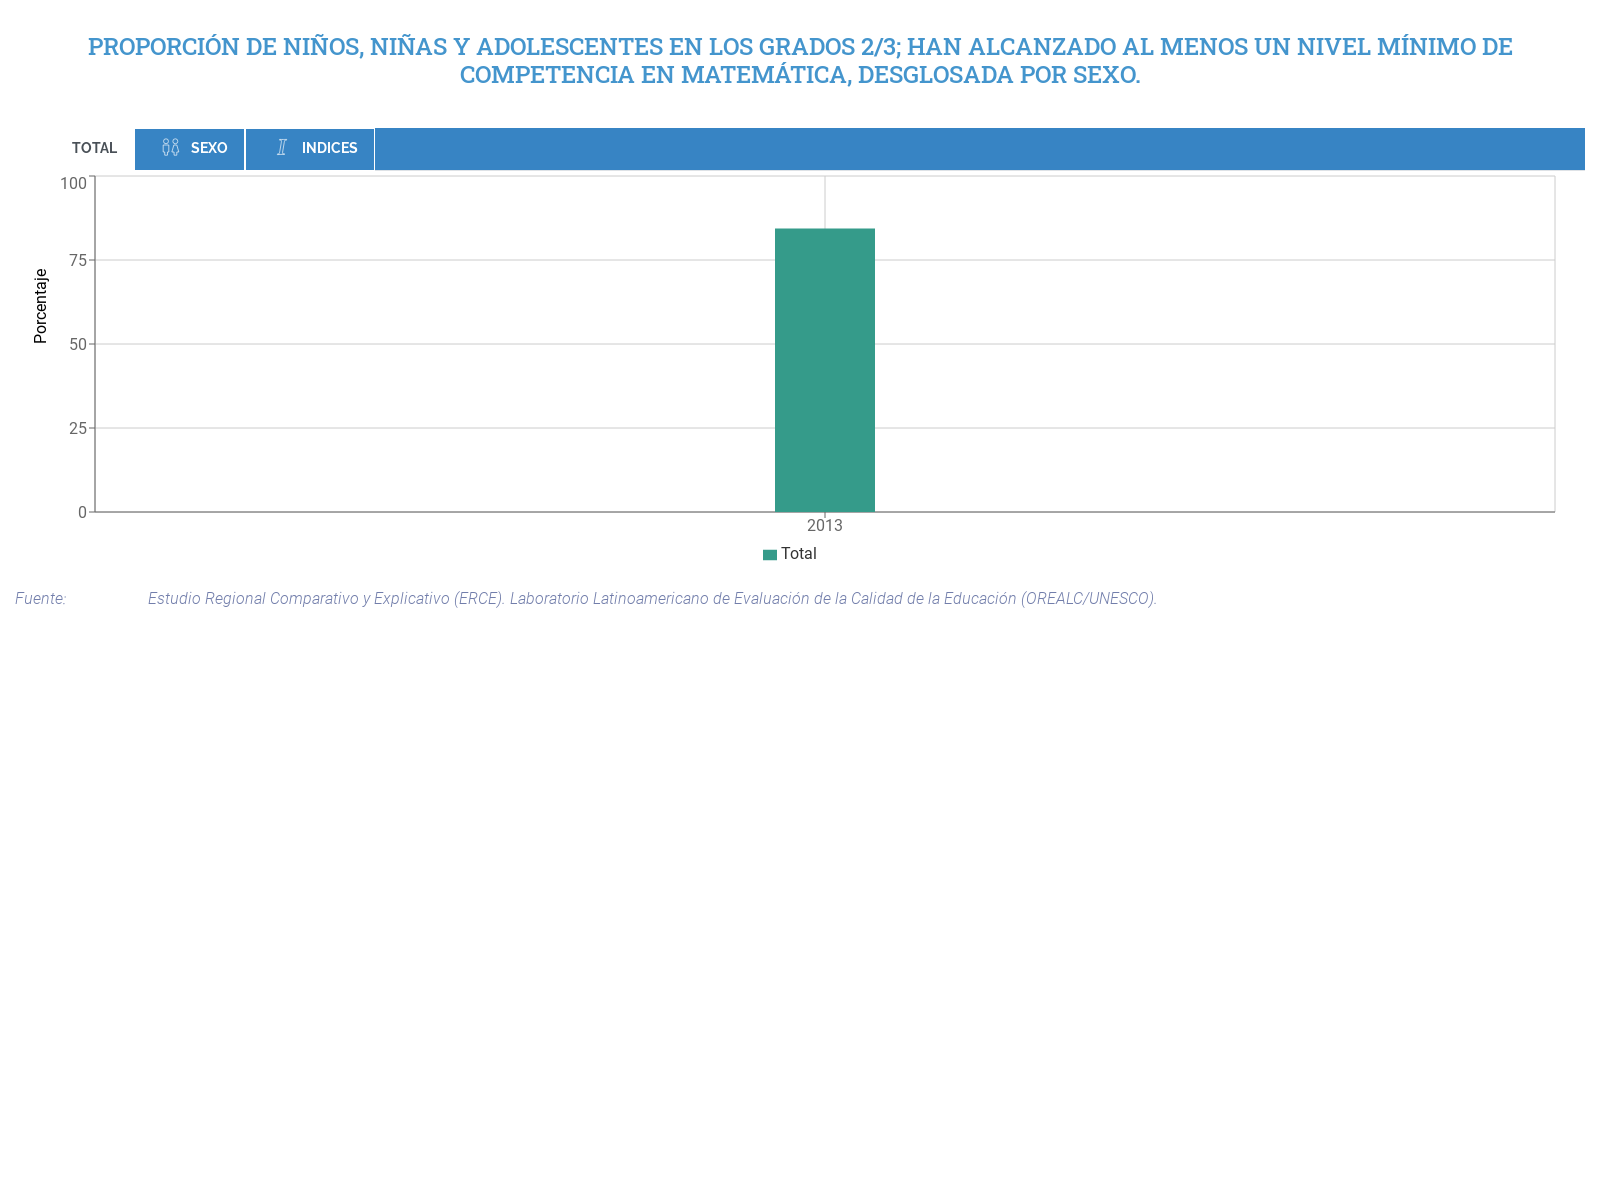 PROPORCIÓN DE NIÑOS, NIÑAS Y ADOLESCENTES EN LOS GRADOS 2/3; HAN ALCANZADO AL MENOS UN NIVEL MÍNIMO DE
COMPETENCIA EN MATEMÁTICA, DESGLOSADA POR SEXO.
TOTAL SEXO INDICES
100
75
50
25
0
Porcentaje
2013
Total
Fuente: Estudio Regional Comparativo y Explicativo (ERCE). Laboratorio Latinoamericano de Evaluación de la Calidad de la Educación (OREALC/UNESCO).